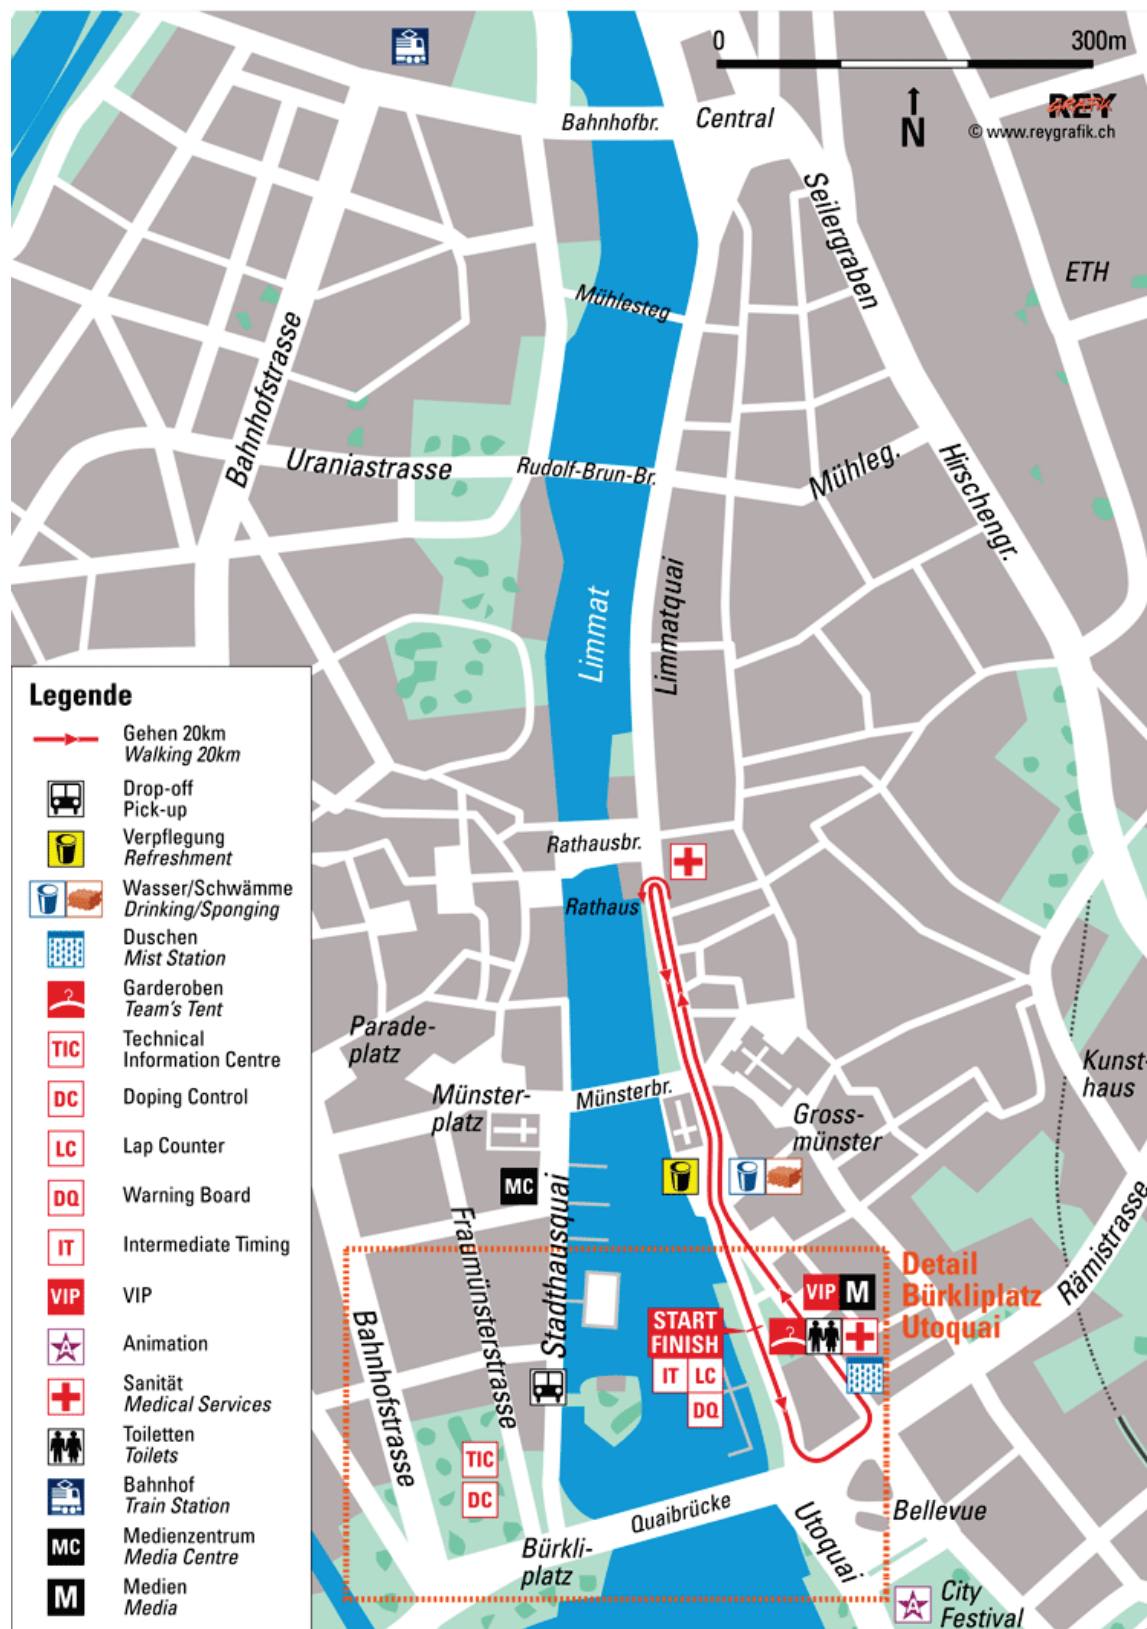 0 300m
N
REY
GRAFIK
© www.reygrafik.ch
Bahnhofbr.
Central
Seilergraben
ETH
Mühlesteg
Bahnhofstrasse
Uraniastrasse
Rudolf-Brun-Br.
Mühleg.
Hirschengr.
Limmat
Limmatquai
Rathausbr.
Rathaus
Parade-
platz
Münster-
platz
Münsterbr.
Gross-
münster
Kunst-
haus
MC
Stadthausquai
Fraumünsterstrasse
Bahnhofstrasse
Rämistrasse
Detail
Bürkliplatz
Utoquai
VIP M
START
FINISH
IT LC
DQ
TIC
DC
Quaibrücke
Bürkli-
platz
Utoquai
Bellevue
A
City
Festival
Legende
Gehen 20km
Walking 20km
Drop-off
Pick-up
Verpflegung
Refreshment
Wasser/Schwämme
Drinking/Sponging
Duschen
Mist Station
Garderoben
Team's Tent
TIC
Technical
Information Centre
DC
Doping Control
LC
Lap Counter
DQ
Warning Board
IT
Intermediate Timing
VIP
VIP
A
Animation
Sanität
Medical Services
Toiletten
Toilets
Bahnhof
Train Station
MC
Medienzentrum
Media Centre
M
Medien
Media